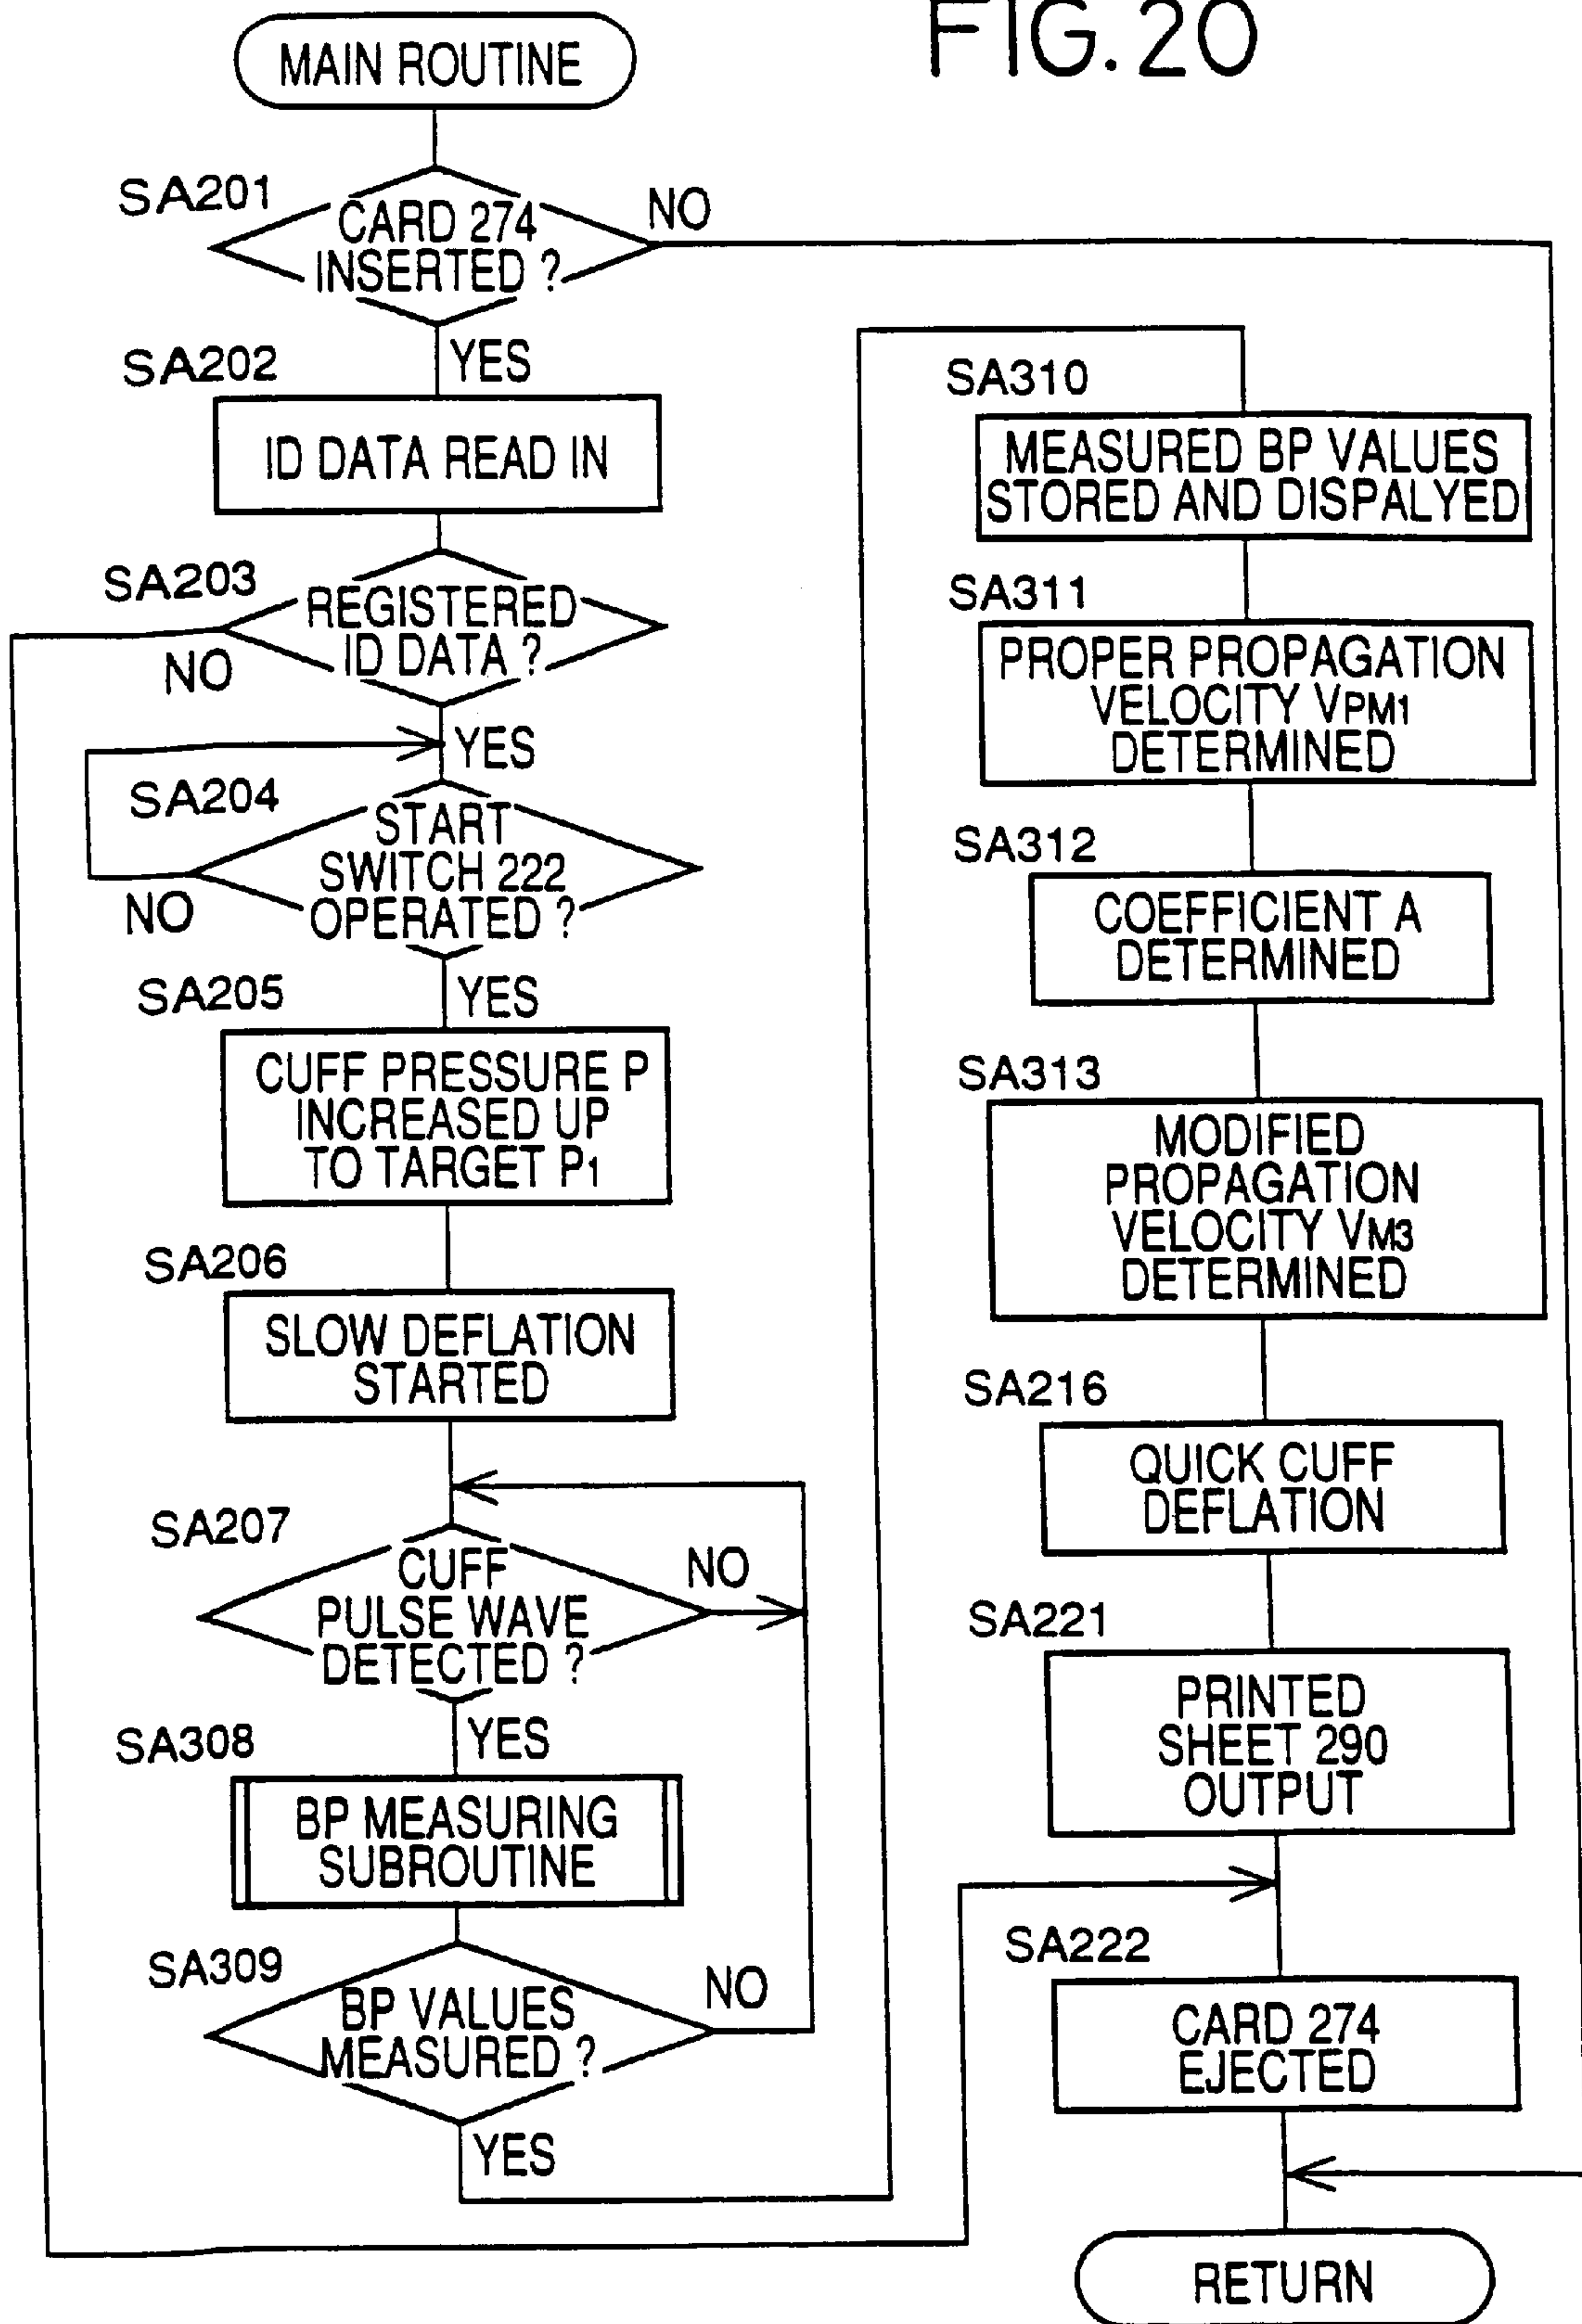 FIG.20
MAIN ROUTINE
SA201
CARD 274
INSERTED ?
NO
YES
SA202
ID DATA READ IN
SA203
REGISTERED
ID DATA ?
NO
YES
SA204
START
SWITCH 222
OPERATED ?
NO
YES
SA205
CUFF PRESSURE P
INCREASED UP
TO TARGET P1
SA206
SLOW DEFLATION
STARTED
SA207
CUFF
PULSE WAVE
DETECTED ?
NO
YES
SA308
BP MEASURING
SUBROUTINE
SA309
BP VALUES
MEASURED ?
NO
YES
SA310
MEASURED BP VALUES
STORED AND DISPALYED
SA311
PROPER PROPAGATION
VELOCITY VPM1
DETERMINED
SA312
COEFFICIENT A
DETERMINED
SA313
MODIFIED
PROPAGATION
VELOCITY VM3
DETERMINED
SA216
QUICK CUFF
DEFLATION
SA221
PRINTED
SHEET 290
OUTPUT
SA222
CARD 274
EJECTED
RETURN